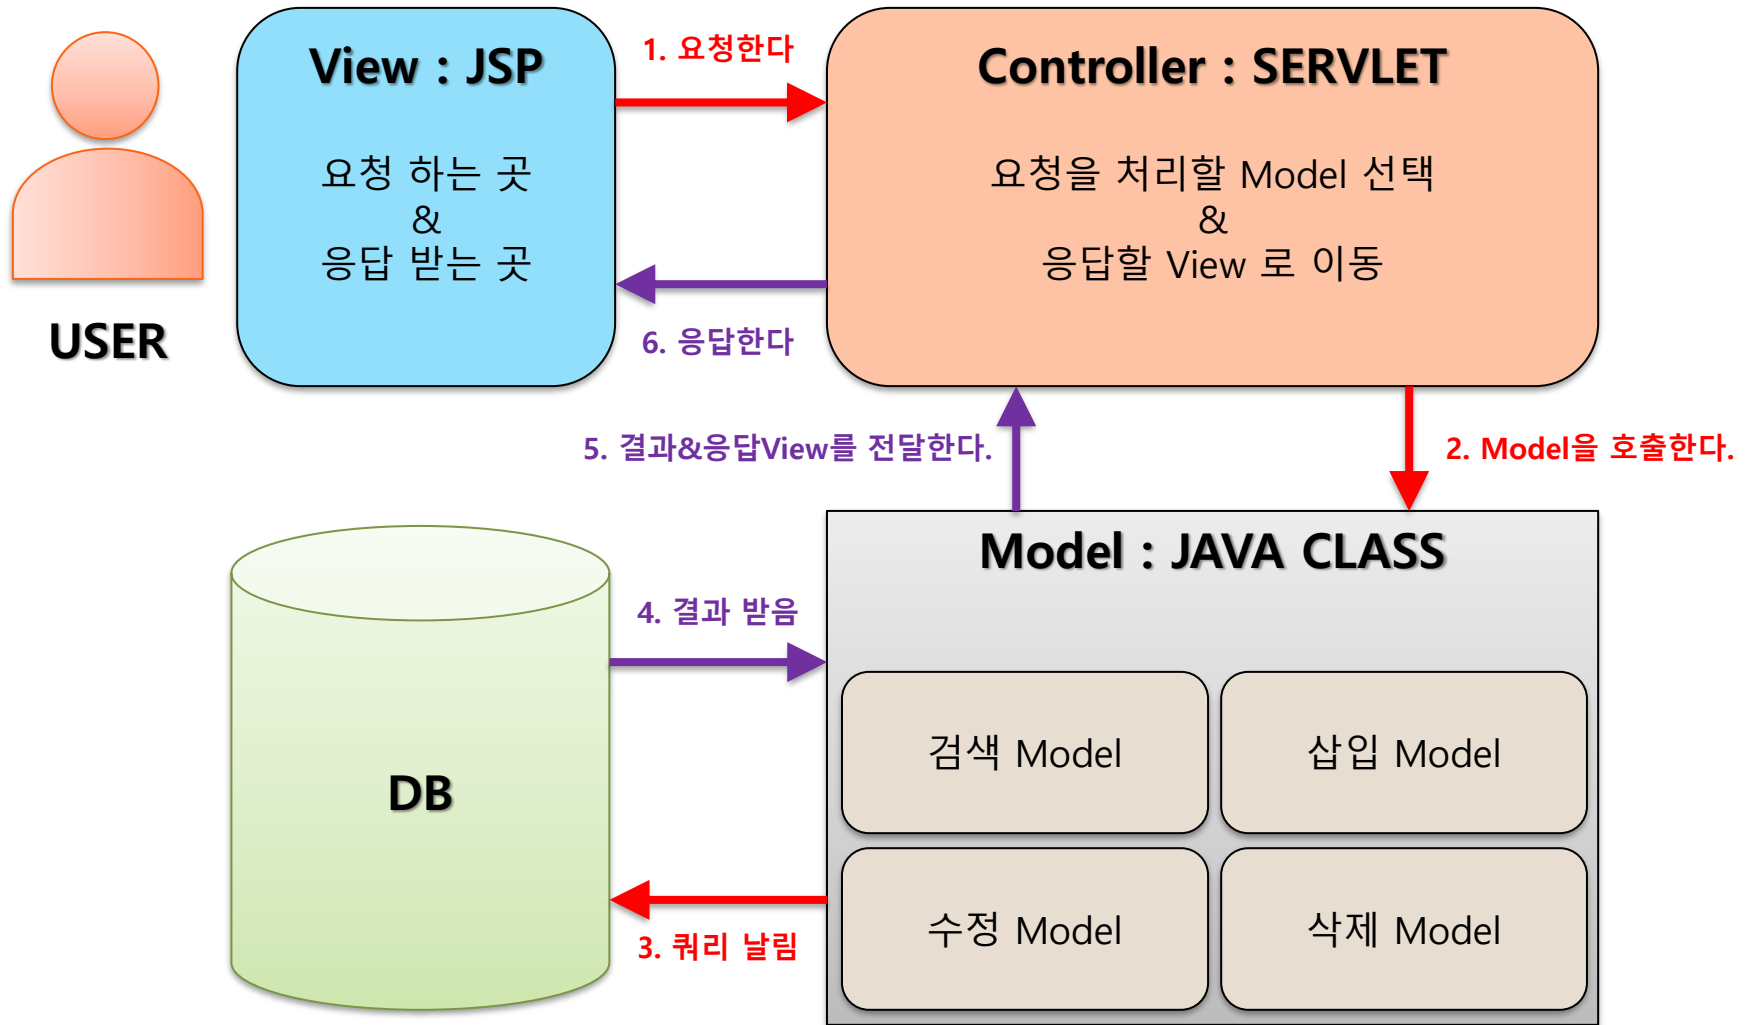 View : JSP
요청 하는 곳
&
응답 받는 곳
1. 요청한다
6. 응답한다
Controller : SERVLET
요청을 처리할 Model 선택
&
응답할 View 로 이동
USER
5. 결과&응답View를 전달한다.
2. Model을 호출한다.
DB
4. 결과 받음
3. 쿼리 날림
Model : JAVA CLASS
검색 Model
삽입 Model
수정 Model
삭제 Model